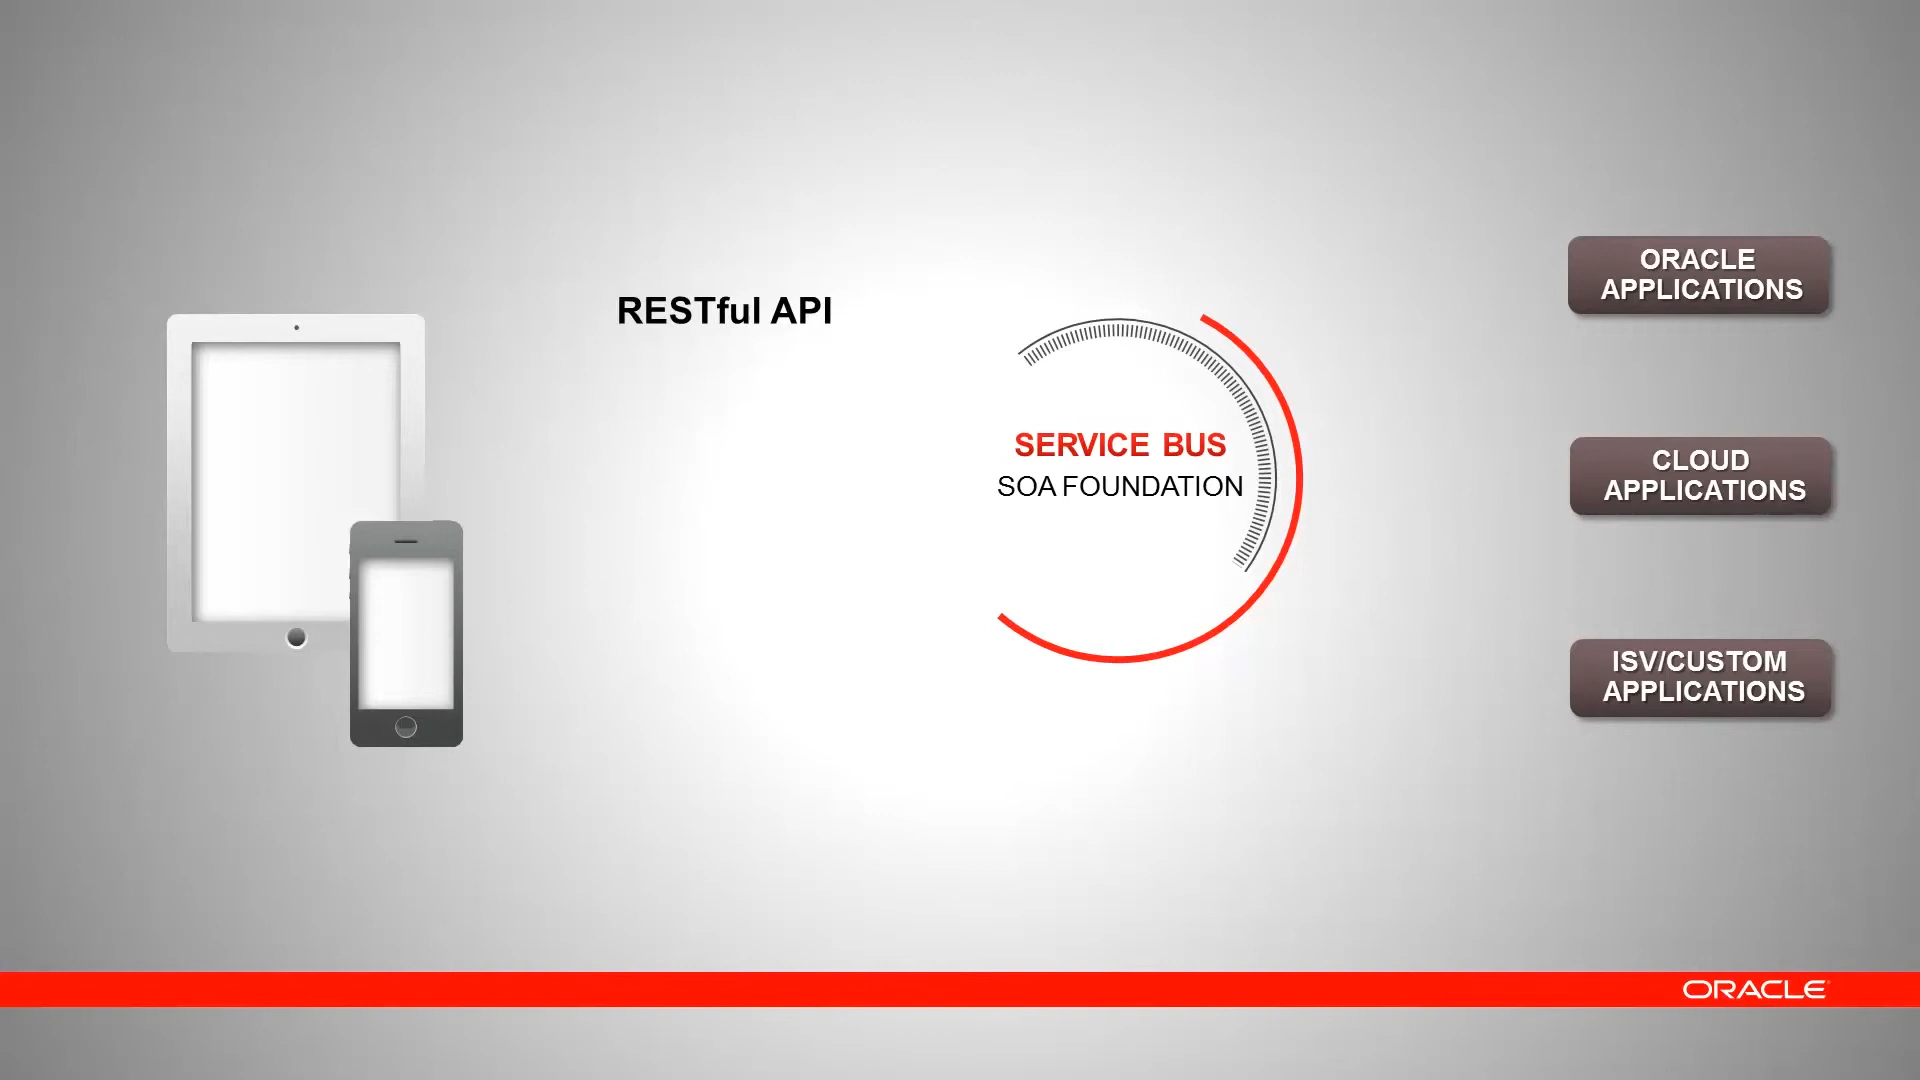 RESTful API
SERVICE BUS
SOA FOUNDATION
ORACLE
APPLICATIONS
CLOUD
APPLICATIONS
ISV/CUSTOM
APPLICATIONS
ORACLE